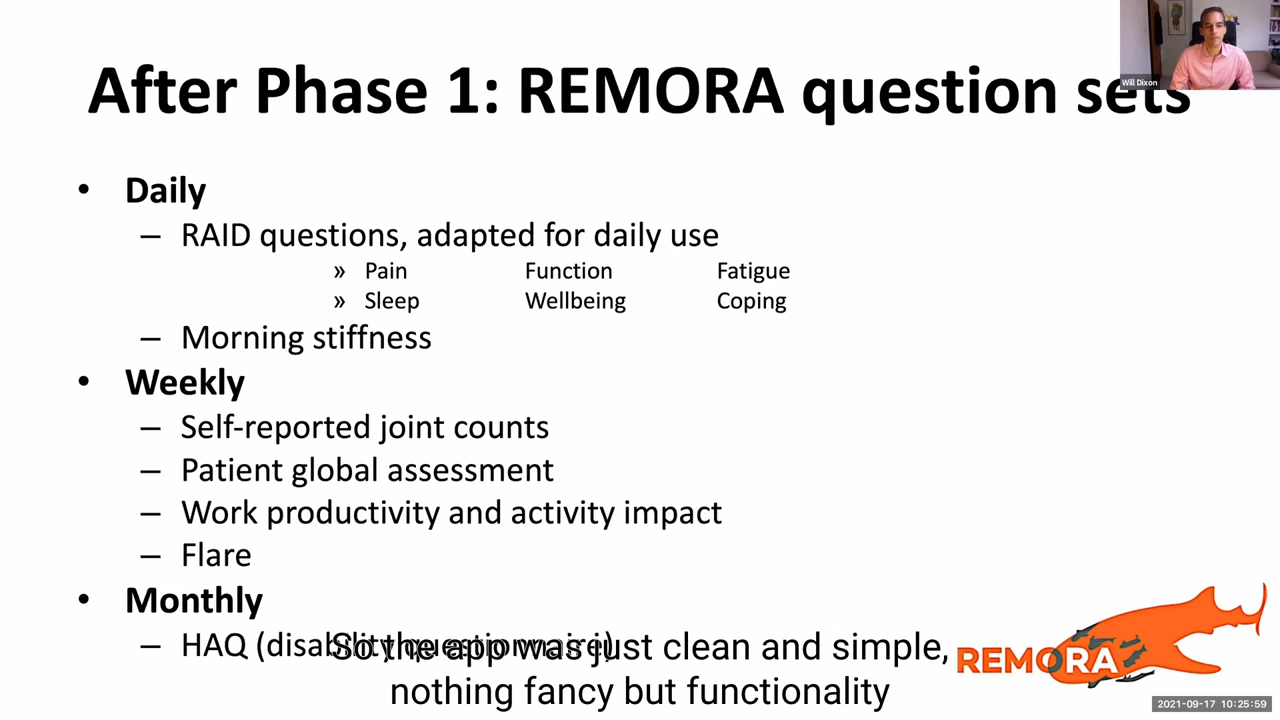 After Phase 1: REMORA question sets
Will Dixon
• Daily
– RAID questions, adapted for daily use
» Pain Function Fatigue
» Sleep Wellbeing Coping
– Morning stiffness
• Weekly
– Self-reported joint counts
– Patient global assessment
– Work productivity and activity impact
– Flare
• Monthly
– HAQ (disability questionnaire)
So the app was just clean and simple,
nothing fancy but functionality
REMORA
2021-09-17 10:25:59